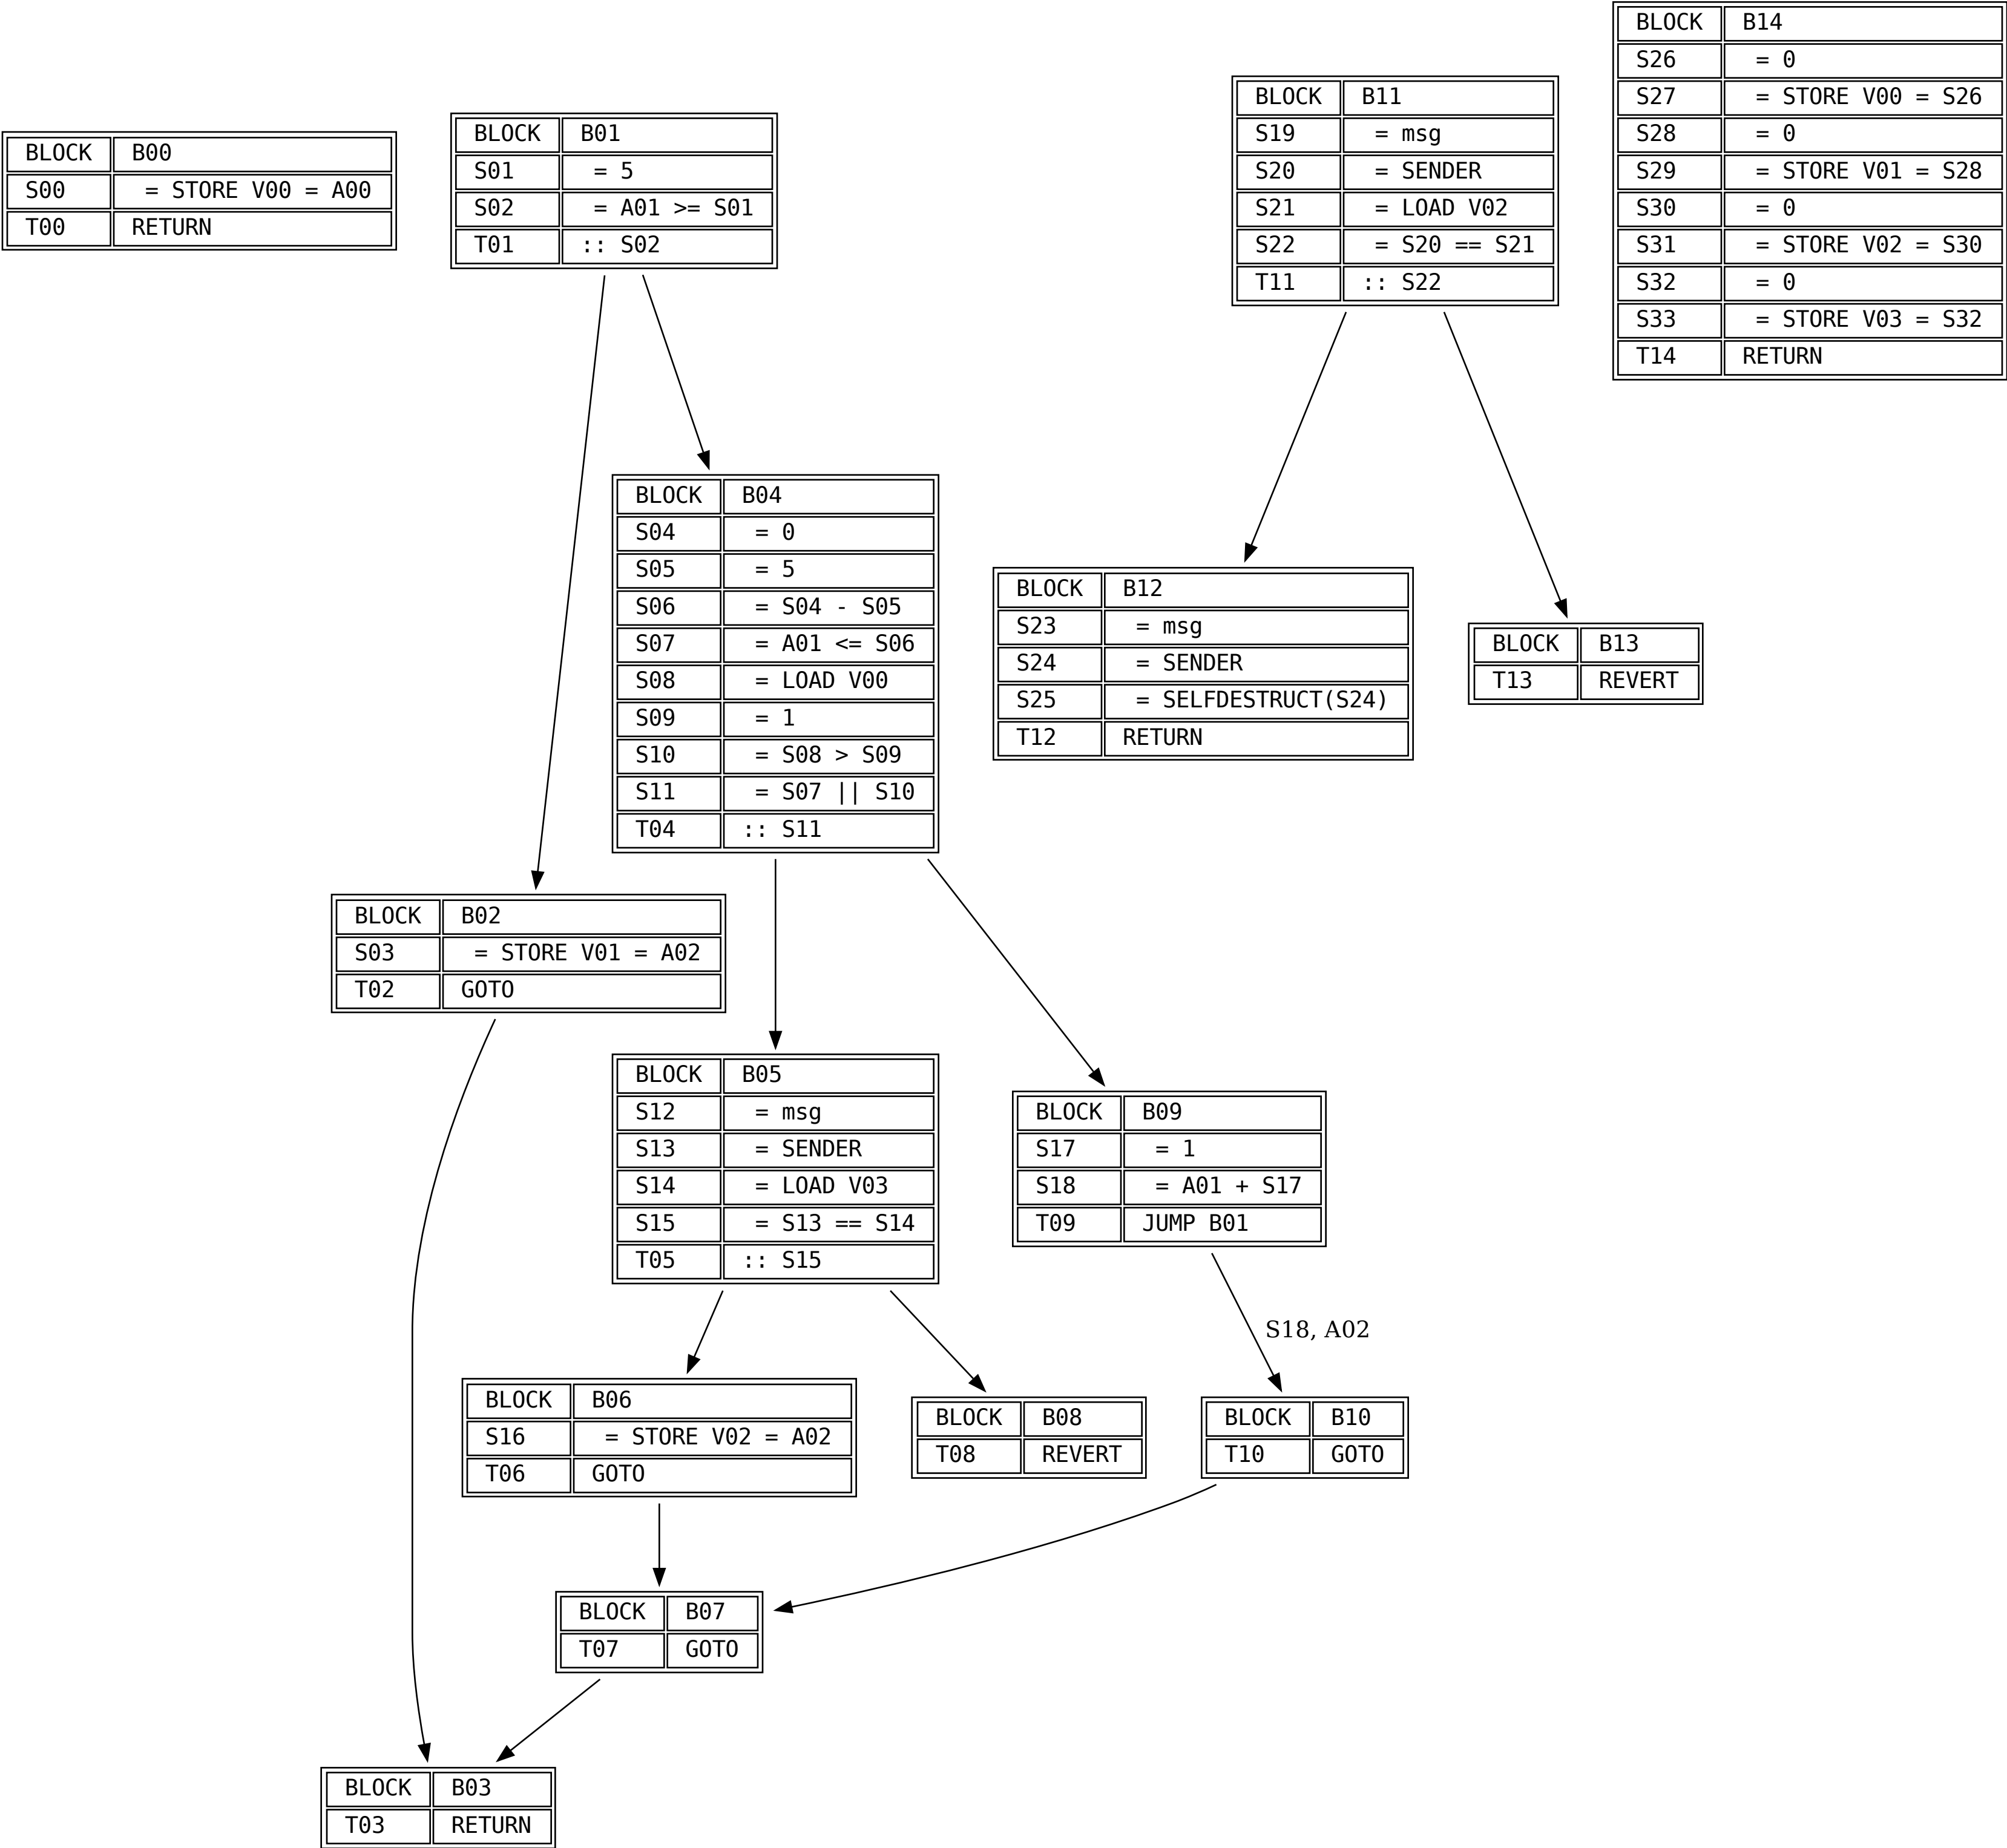 BLOCK B00
S00 = STORE V00 = A00
T00 RETURN
BLOCK B01
S01 = 5
S02 = A01 >= S01
T01 :: S02
BLOCK B11
S19 = msg
S20 = SENDER
S21 = LOAD V02
S22 = S20 == S21
T11 :: S22
BLOCK B14
S26 = 0
S27 = STORE V00 = S26
S28 = 0
S29 = STORE V01 = S28
S30 = 0
S31 = STORE V02 = S30
S32 = 0
S33 = STORE V03 = S32
T14 RETURN
BLOCK B04
S04 = 0
S05 = 5
S06 = S04 - S05
S07 = A01 <= S06
S08 = LOAD V00
S09 = 1
S10 = S08 > S09
S11 = S07 || S10
T04 :: S11
BLOCK B12
S23 = msg
S24 = SENDER
S25 = SELFDESTRUCT(S24)
T12 RETURN
BLOCK B13
T13 REVERT
BLOCK B02
S03 = STORE V01 = A02
T02 GOTO
BLOCK B05
S12 = msg
S13 = SENDER
S14 = LOAD V03
S15 = S13 == S14
T05 :: S15
BLOCK B09
S17 = 1
S18 = A01 + S17
T09 JUMP B01
S18, A02
BLOCK B06
S16 = STORE V02 = A02
T06 GOTO
BLOCK B08
T08 REVERT
BLOCK B10
T10 GOTO
BLOCK B07
T07 GOTO
BLOCK B03
T03 RETURN